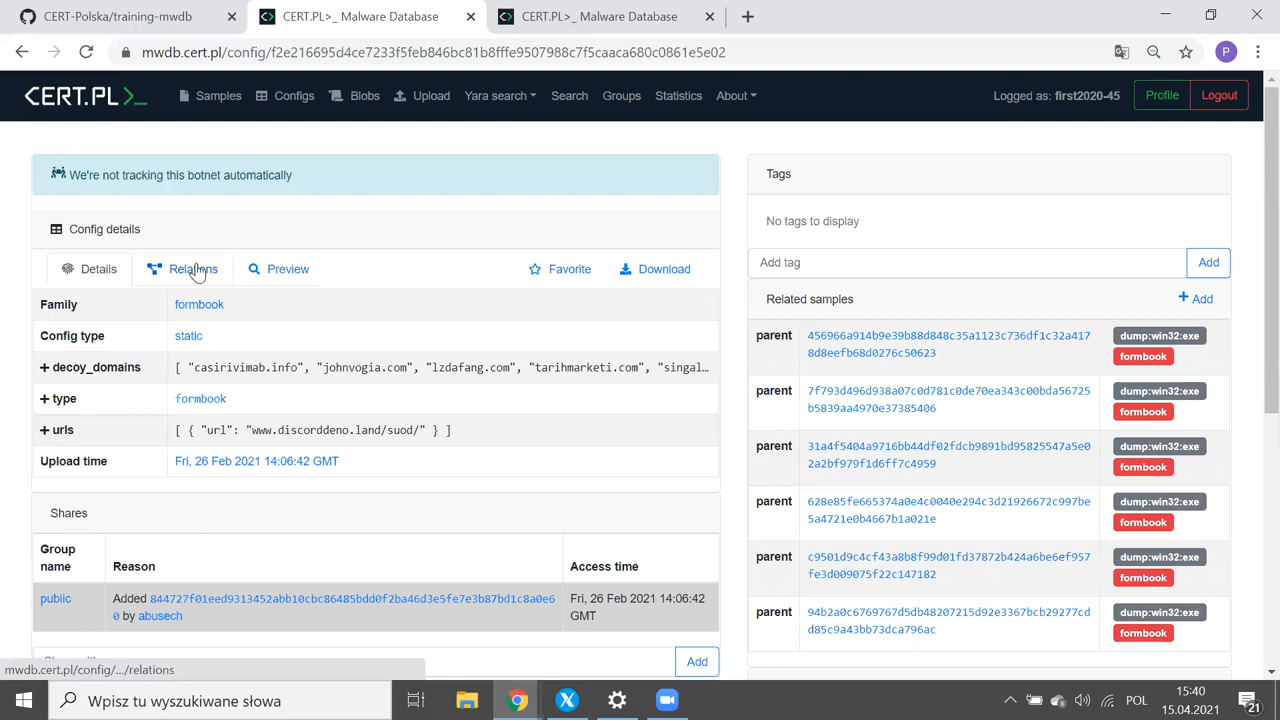 CERT-Polska/training-mwdb
CERT.PL>_ Malware Database
CERT.PL>_ Malware Database
mwdb.cert.pl/config/f2e216695d4ce7233f5feb846bc81b8fffe9507988c7f5caaca680c0861e5e02
P
CERT.PL>_
Samples
Configs
Blobs
Upload
Yara search
Search
Groups
Statistics
About
Logged as: first2020-45
Profile
Logout
We're not tracking this botnet automatically
Config details
Details
Relations
Preview
Favorite
Download
Family formbook
Config type static
+ decoy_domains [ "casirivimab.info", "johnvogia.com", "lzdafang.com", "tarihmarketi.com", "singal…
+ type formbook
+ urls [ { "url": "www.discorddeno.land/suod/" } ]
Upload time Fri, 26 Feb 2021 14:06:42 GMT
Shares
Group name Reason Access time
public Added 844727f01eed9313452abb10cbc86485bdd0f2ba46d3e5fe7e3b87bd1c8a0e6
0 by abusech
Fri, 26 Feb 2021 14:06:42
GMT
Add
mwdb.cert.pl/config/.../relations
Tags
No tags to display
Add tag
Add
Related samples
+ Add
parent 456966a914b9e39b88d848c35a1123c736df1c32a417
8d8eefb68d0276c50623
dump:win32:exe
formbook
parent 7f793d496d938a07c0d781c0de70ea343c00bda56725
b5839aa4970e37385406
dump:win32:exe
formbook
parent 31a4f5404a9716bb44df02fdcb9891bd95825547a5e0
2a2bf979f1d6ff7c4959
dump:win32:exe
formbook
parent 628e85fe665374a0e4c0040e294c3d21926672c997be
5a4721e0b4667b1a021e
dump:win32:exe
formbook
parent c9501d9c4cf43a8b8f99d01fd37872b424a6be6ef957
fe3d009075f22c147182
dump:win32:exe
formbook
parent 94b2a0c6769767d5db48207215d92e3367bcb29277cd
d85c9a43bb73dca796ac
dump:win32:exe
formbook
Wpisz tu wyszukiwane słowa
POL
15:40
15.04.2021
21